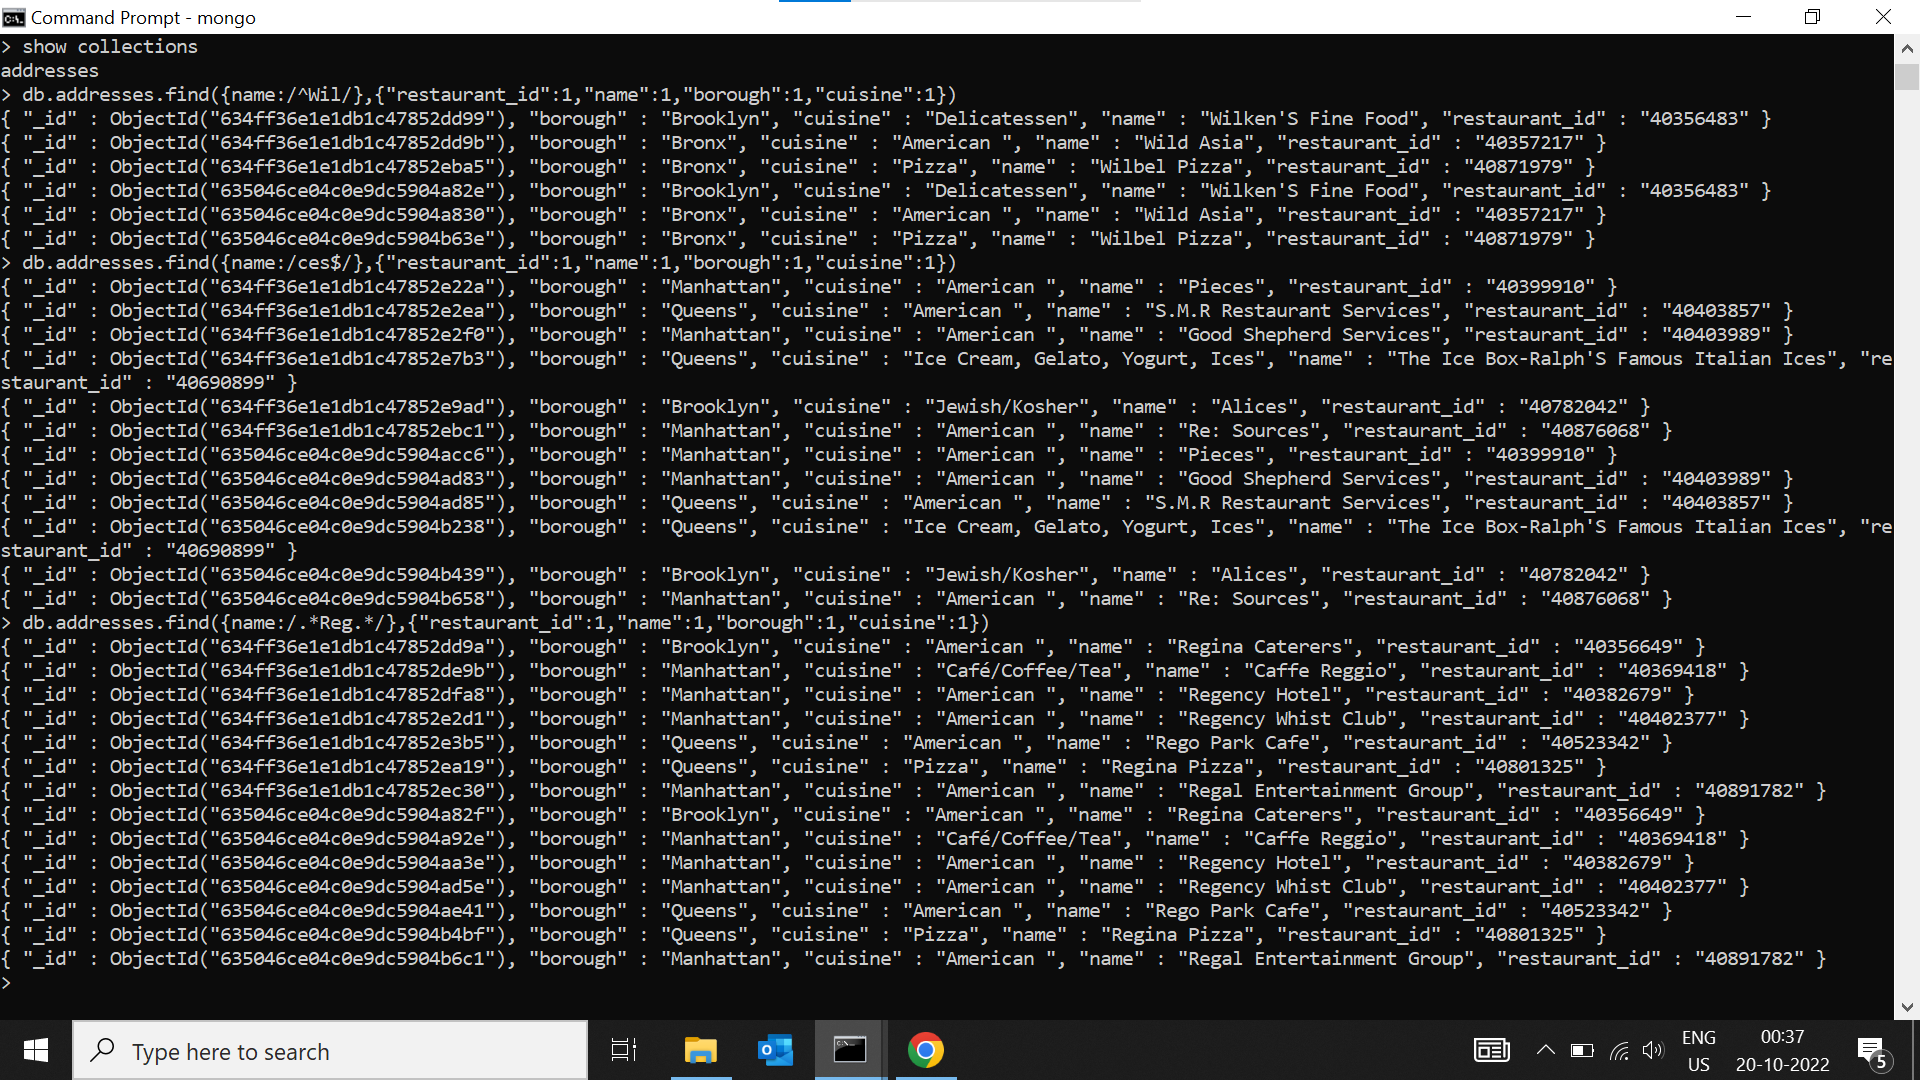 Command Prompt - mongo
> show collections
addresses
> db.addresses.find({name:/^Wil/},{"restaurant_id":1,"name":1,"borough":1,"cuisine":1})
{ "_id" : ObjectId("634ff36e1e1db1c47852dd99"), "borough" : "Brooklyn", "cuisine" : "Delicatessen", "name" : "Wilken'S Fine Food", "restaurant_id" : "40356483" }
{ "_id" : ObjectId("634ff36e1e1db1c47852dd9b"), "borough" : "Bronx", "cuisine" : "American ", "name" : "Wild Asia", "restaurant_id" : "40357217" }
{ "_id" : ObjectId("634ff36e1e1db1c47852eba5"), "borough" : "Bronx", "cuisine" : "Pizza", "name" : "Wilbel Pizza", "restaurant_id" : "40871979" }
{ "_id" : ObjectId("635046ce04c0e9dc5904a82e"), "borough" : "Brooklyn", "cuisine" : "Delicatessen", "name" : "Wilken'S Fine Food", "restaurant_id" : "40356483" }
{ "_id" : ObjectId("635046ce04c0e9dc5904a830"), "borough" : "Bronx", "cuisine" : "American ", "name" : "Wild Asia", "restaurant_id" : "40357217" }
{ "_id" : ObjectId("635046ce04c0e9dc5904b63e"), "borough" : "Bronx", "cuisine" : "Pizza", "name" : "Wilbel Pizza", "restaurant_id" : "40871979" }
> db.addresses.find({name:/ces$/},{"restaurant_id":1,"name":1,"borough":1,"cuisine":1})
{ "_id" : ObjectId("634ff36e1e1db1c47852e22a"), "borough" : "Manhattan", "cuisine" : "American ", "name" : "Pieces", "restaurant_id" : "40399910" }
{ "_id" : ObjectId("634ff36e1e1db1c47852e2ea"), "borough" : "Queens", "cuisine" : "American ", "name" : "S.M.R Restaurant Services", "restaurant_id" : "40403857" }
{ "_id" : ObjectId("634ff36e1e1db1c47852e2f0"), "borough" : "Manhattan", "cuisine" : "American ", "name" : "Good Shepherd Services", "restaurant_id" : "40403989" }
{ "_id" : ObjectId("634ff36e1e1db1c47852e7b3"), "borough" : "Queens", "cuisine" : "Ice Cream, Gelato, Yogurt, Ices", "name" : "The Ice Box-Ralph'S Famous Italian Ices", "re
staurant_id" : "40690899" }
{ "_id" : ObjectId("634ff36e1e1db1c47852e9ad"), "borough" : "Brooklyn", "cuisine" : "Jewish/Kosher", "name" : "Alices", "restaurant_id" : "40782042" }
{ "_id" : ObjectId("634ff36e1e1db1c47852ebc1"), "borough" : "Manhattan", "cuisine" : "American ", "name" : "Re: Sources", "restaurant_id" : "40876068" }
{ "_id" : ObjectId("635046ce04c0e9dc5904acc6"), "borough" : "Manhattan", "cuisine" : "American ", "name" : "Pieces", "restaurant_id" : "40399910" }
{ "_id" : ObjectId("635046ce04c0e9dc5904ad83"), "borough" : "Manhattan", "cuisine" : "American ", "name" : "Good Shepherd Services", "restaurant_id" : "40403989" }
{ "_id" : ObjectId("635046ce04c0e9dc5904ad85"), "borough" : "Queens", "cuisine" : "American ", "name" : "S.M.R Restaurant Services", "restaurant_id" : "40403857" }
{ "_id" : ObjectId("635046ce04c0e9dc5904b238"), "borough" : "Queens", "cuisine" : "Ice Cream, Gelato, Yogurt, Ices", "name" : "The Ice Box-Ralph'S Famous Italian Ices", "re
staurant_id" : "40690899" }
{ "_id" : ObjectId("635046ce04c0e9dc5904b439"), "borough" : "Brooklyn", "cuisine" : "Jewish/Kosher", "name" : "Alices", "restaurant_id" : "40782042" }
{ "_id" : ObjectId("635046ce04c0e9dc5904b658"), "borough" : "Manhattan", "cuisine" : "American ", "name" : "Re: Sources", "restaurant_id" : "40876068" }
> db.addresses.find({name:/.*Reg.*/},{"restaurant_id":1,"name":1,"borough":1,"cuisine":1})
{ "_id" : ObjectId("634ff36e1e1db1c47852dd9a"), "borough" : "Brooklyn", "cuisine" : "American ", "name" : "Regina Caterers", "restaurant_id" : "40356649" }
{ "_id" : ObjectId("634ff36e1e1db1c47852de9b"), "borough" : "Manhattan", "cuisine" : "Café/Coffee/Tea", "name" : "Caffe Reggio", "restaurant_id" : "40369418" }
{ "_id" : ObjectId("634ff36e1e1db1c47852dfa8"), "borough" : "Manhattan", "cuisine" : "American ", "name" : "Regency Hotel", "restaurant_id" : "40382679" }
{ "_id" : ObjectId("634ff36e1e1db1c47852e2d1"), "borough" : "Manhattan", "cuisine" : "American ", "name" : "Regency Whist Club", "restaurant_id" : "40402377" }
{ "_id" : ObjectId("634ff36e1e1db1c47852e3b5"), "borough" : "Queens", "cuisine" : "American ", "name" : "Rego Park Cafe", "restaurant_id" : "40523342" }
{ "_id" : ObjectId("634ff36e1e1db1c47852ea19"), "borough" : "Queens", "cuisine" : "Pizza", "name" : "Regina Pizza", "restaurant_id" : "40801325" }
{ "_id" : ObjectId("634ff36e1e1db1c47852ec30"), "borough" : "Manhattan", "cuisine" : "American ", "name" : "Regal Entertainment Group", "restaurant_id" : "40891782" }
{ "_id" : ObjectId("635046ce04c0e9dc5904a82f"), "borough" : "Brooklyn", "cuisine" : "American ", "name" : "Regina Caterers", "restaurant_id" : "40356649" }
{ "_id" : ObjectId("635046ce04c0e9dc5904a92e"), "borough" : "Manhattan", "cuisine" : "Café/Coffee/Tea", "name" : "Caffe Reggio", "restaurant_id" : "40369418" }
{ "_id" : ObjectId("635046ce04c0e9dc5904aa3e"), "borough" : "Manhattan", "cuisine" : "American ", "name" : "Regency Hotel", "restaurant_id" : "40382679" }
{ "_id" : ObjectId("635046ce04c0e9dc5904ad5e"), "borough" : "Manhattan", "cuisine" : "American ", "name" : "Regency Whist Club", "restaurant_id" : "40402377" }
{ "_id" : ObjectId("635046ce04c0e9dc5904ae41"), "borough" : "Queens", "cuisine" : "American ", "name" : "Rego Park Cafe", "restaurant_id" : "40523342" }
{ "_id" : ObjectId("635046ce04c0e9dc5904b4bf"), "borough" : "Queens", "cuisine" : "Pizza", "name" : "Regina Pizza", "restaurant_id" : "40801325" }
{ "_id" : ObjectId("635046ce04c0e9dc5904b6c1"), "borough" : "Manhattan", "cuisine" : "American ", "name" : "Regal Entertainment Group", "restaurant_id" : "40891782" }
>
Type here to search
ENG
US
00:37
20-10-2022
5